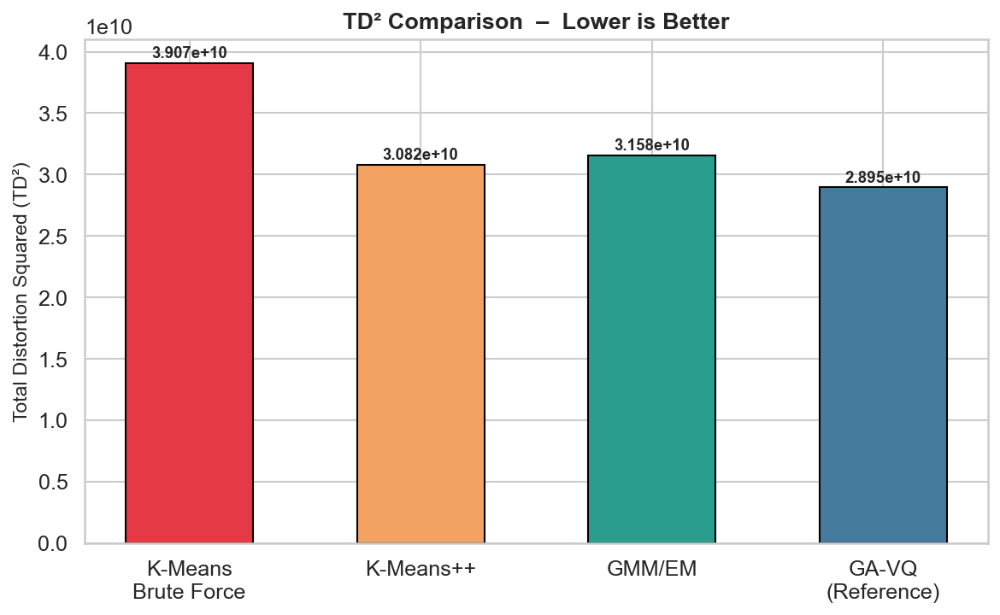 TD² Comparison – Lower is Better
1e10
Total Distortion Squared (TD²)
4.0
3.5
3.0
2.5
2.0
1.5
1.0
0.5
0.0
3.907e+10
3.082e+10
3.158e+10
2.895e+10
K-Means
Brute Force
K-Means++
GMM/EM
GA-VQ
(Reference)